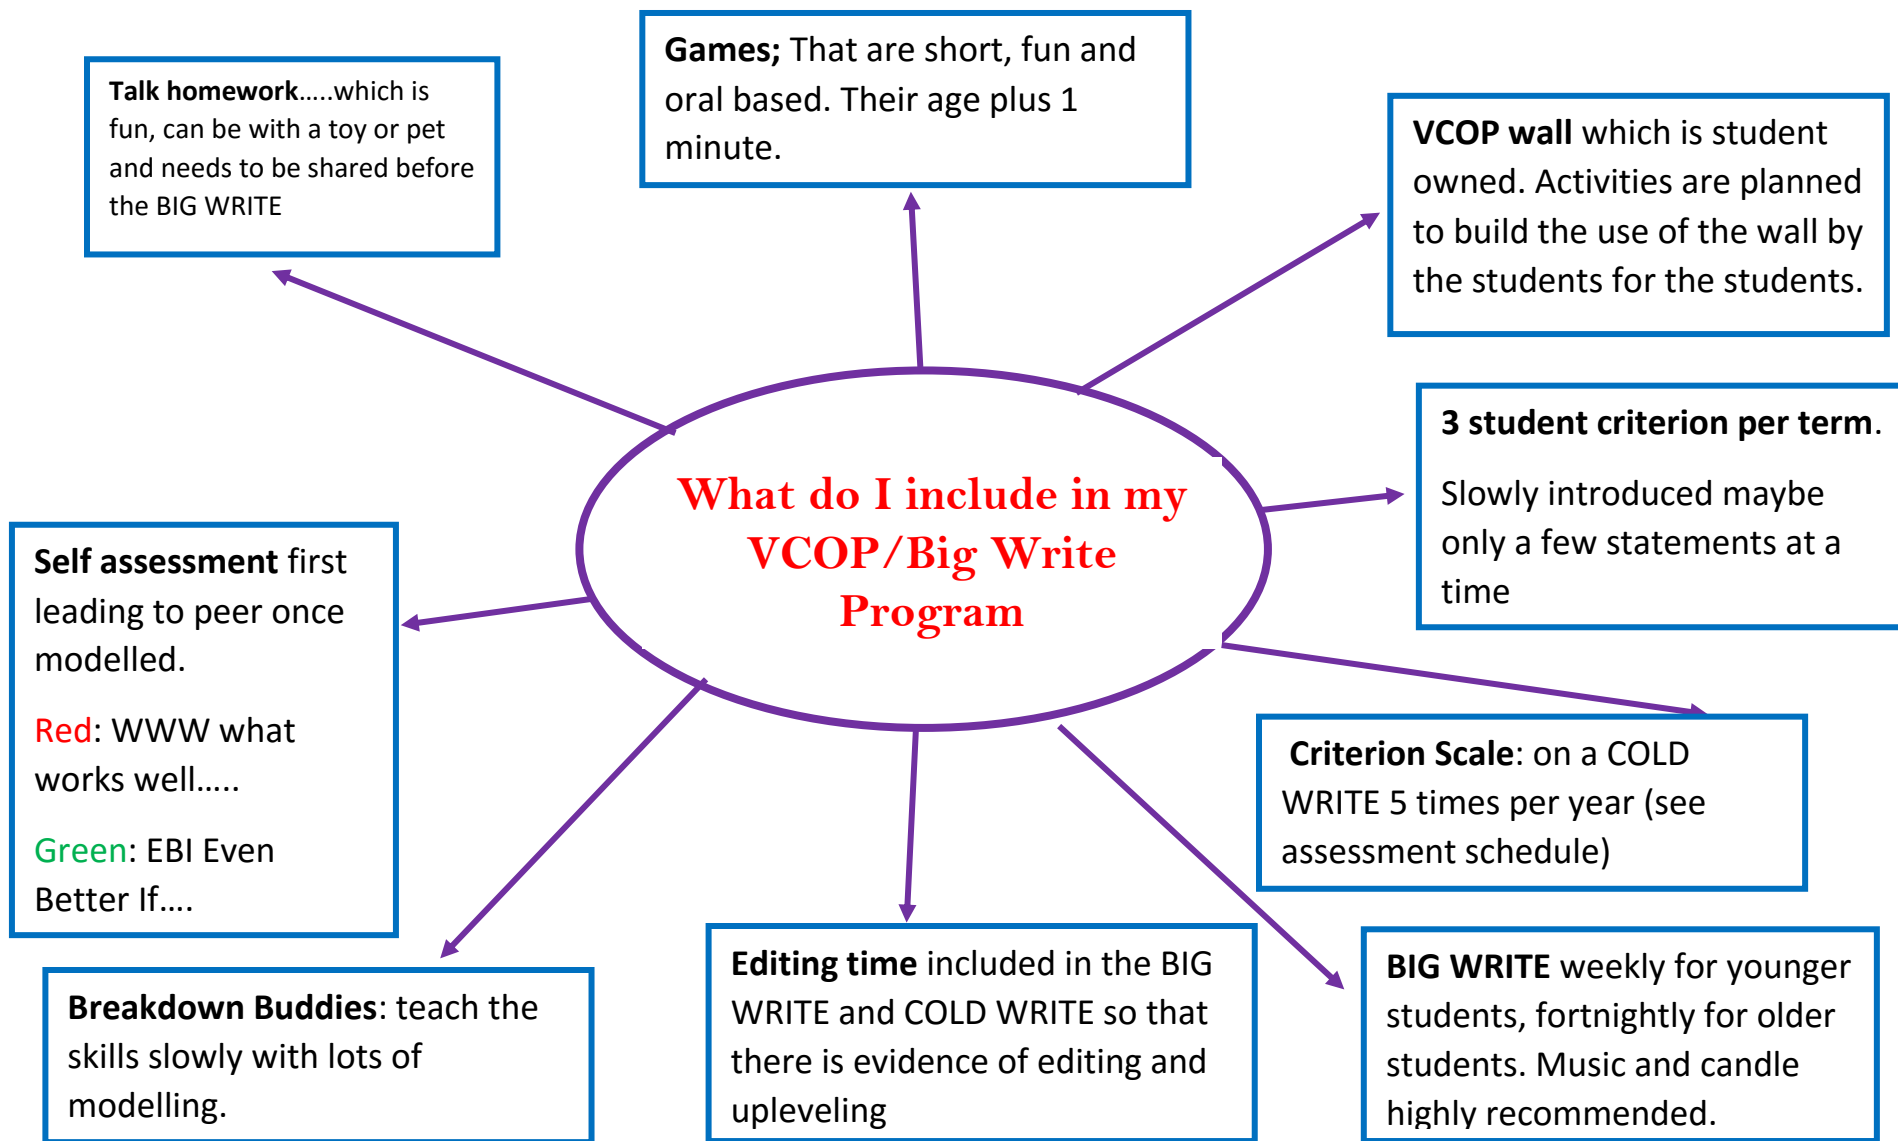 Games; That are short, fun and
oral based. Their age plus 1
minute.
Talk homework…..which is
fun, can be with a toy or pet
and needs to be shared before
the BIG WRITE
VCOP wall which is student
owned. Activities are planned
to build the use of the wall by
the students for the students.
3 student criterion per term.
Slowly introduced maybe
only a few statements at a
time
What do I include in my
VCOP/Big Write
Program
Self assessment first
leading to peer once
modelled.
Red: WWW what
works well…..
Green: EBI Even
Better If….
Criterion Scale: on a COLD
WRITE 5 times per year (see
assessment schedule)
Breakdown Buddies: teach the
skills slowly with lots of
modelling.
Editing time included in the BIG
WRITE and COLD WRITE so that
there is evidence of editing and
upleveling
BIG WRITE weekly for younger
students, fortnightly for older
students. Music and candle
highly recommended.